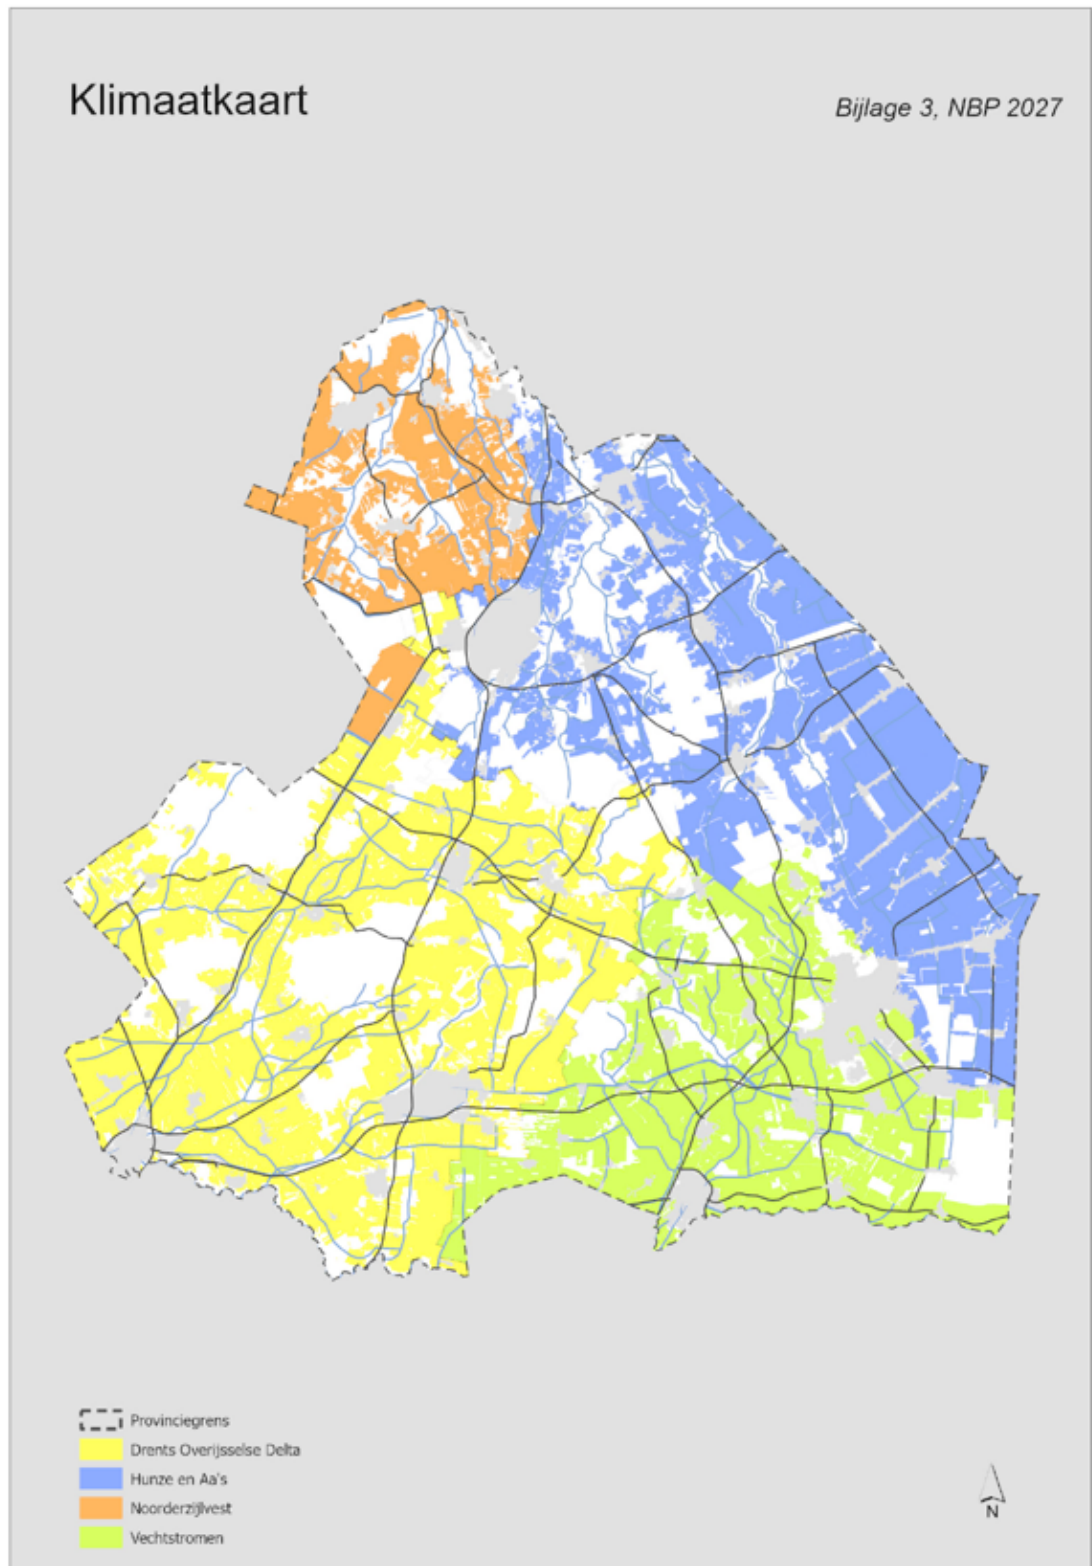 Klimaatkaart
Bijlage 3, NBP 2027
Provinciegrens
Drents Overijsselse Delta
Hunze en Aa's
Noorderzijlvest
Vechtstromen
N